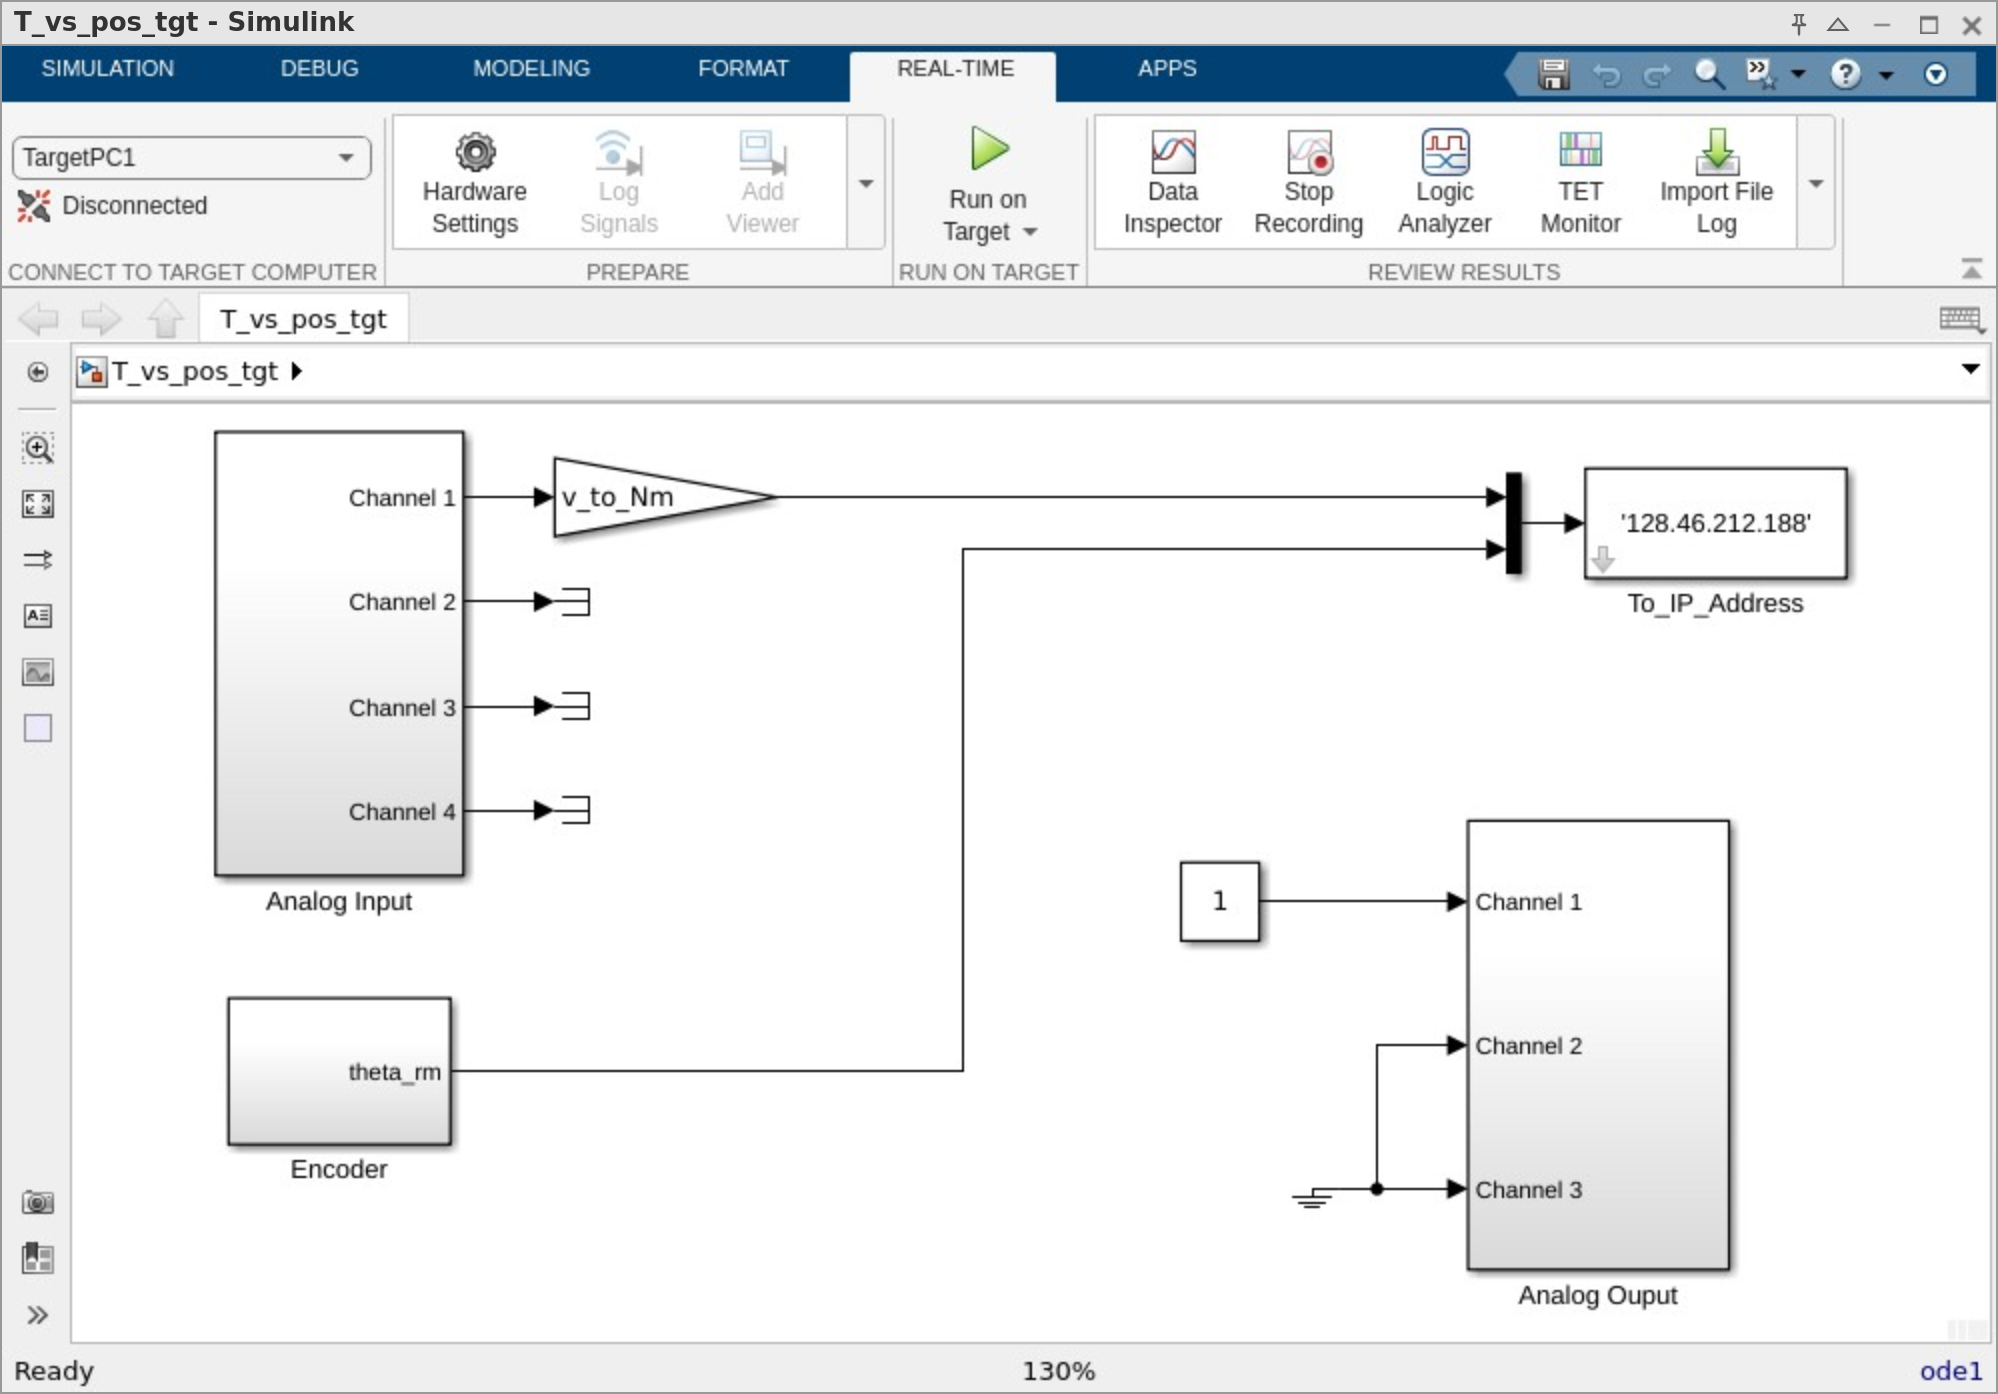 T_vs_pos_tgt - Simulink
SIMULATION
DEBUG
MODELING
FORMAT
REAL-TIME
APPS
TargetPC1
Disconnected
CONNECT TO TARGET COMPUTER
Hardware
Settings
Log
Signals
Add
Viewer
PREPARE
Run on
Target
RUN ON TARGET
Data
Inspector
Stop
Recording
Logic
Analyzer
TET
Monitor
Import File
Log
REVIEW RESULTS
T_vs_pos_tgt
T_vs_pos_tgt
Channel 1
Channel 2
Channel 3
Channel 4
Analog Input
v_to_Nm
'128.46.212.188'
To_IP_Address
theta_rm
Encoder
1
Channel 1
Channel 2
Channel 3
Analog Ouput
Ready
130%
ode1